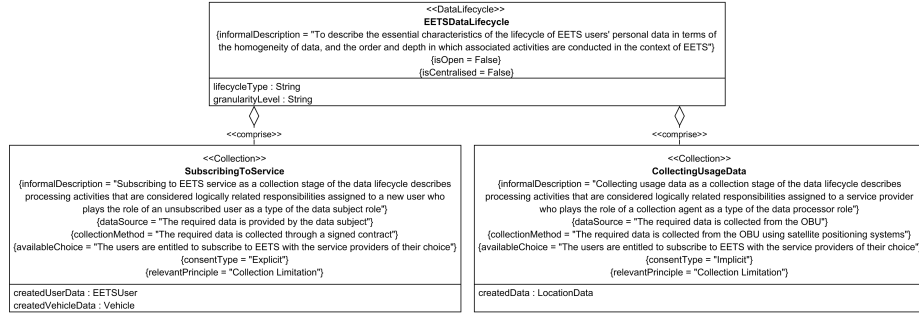 <<DataLifecycle>>
EETSDataLifecycle
{informalDescription = "To describe the essential characteristics of the lifecycle of EETS users' personal data in terms of
the homogeneity of data, and the order and depth in which associated activities are conducted in the context of EETS"}
{isOpen = False}
{isCentralised = False}
lifecycleType : String
granularityLevel : String
<<comprise>>
<<comprise>>
<<Collection>>
SubscribingToService
{informalDescription = "Subscribing to EETS service as a collection stage of the data lifecycle describes
processing activities that are considered logically related responsibilities assigned to a new user who
plays the role of an unsubscribed user as a type of the data subject role"}
{dataSource = "The required data is provided by the data subject"}
{collectionMethod = "The required data is collected through a signed contract"}
{availableChoice = "The users are entitled to subscribe to EETS with the service providers of their choice"}
{consentType = "Explicit"}
{relevantPrinciple = "Collection Limitation"}
createdUserData : EETSUser
createdVehicleData : Vehicle
<<Collection>>
CollectingUsageData
{informalDescription = "Collecting usage data as a collection stage of the data lifecycle describes
processing activities that are considered logically related responsibilities assigned to a service provider
who plays the role of a collection agent as a type of the data processor role"}
{dataSource = "The required data is collected from the OBU"}
{collectionMethod = "The required data is collected from the OBU using satellite positioning systems"}
{availableChoice = "The users are entitled to subscribe to EETS with the service providers of their choice"}
{consentType = "Implicit"}
{relevantPrinciple = "Collection Limitation"}
createdData : LocationData